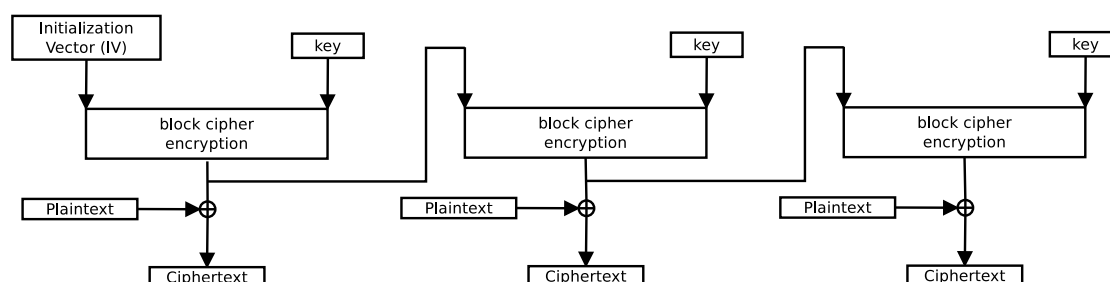 Initialization
Vector (IV)
key
block cipher
encryption
Plaintext
Ciphertext
key
block cipher
encryption
Plaintext
Ciphertext
key
block cipher
encryption
Plaintext
Ciphertext